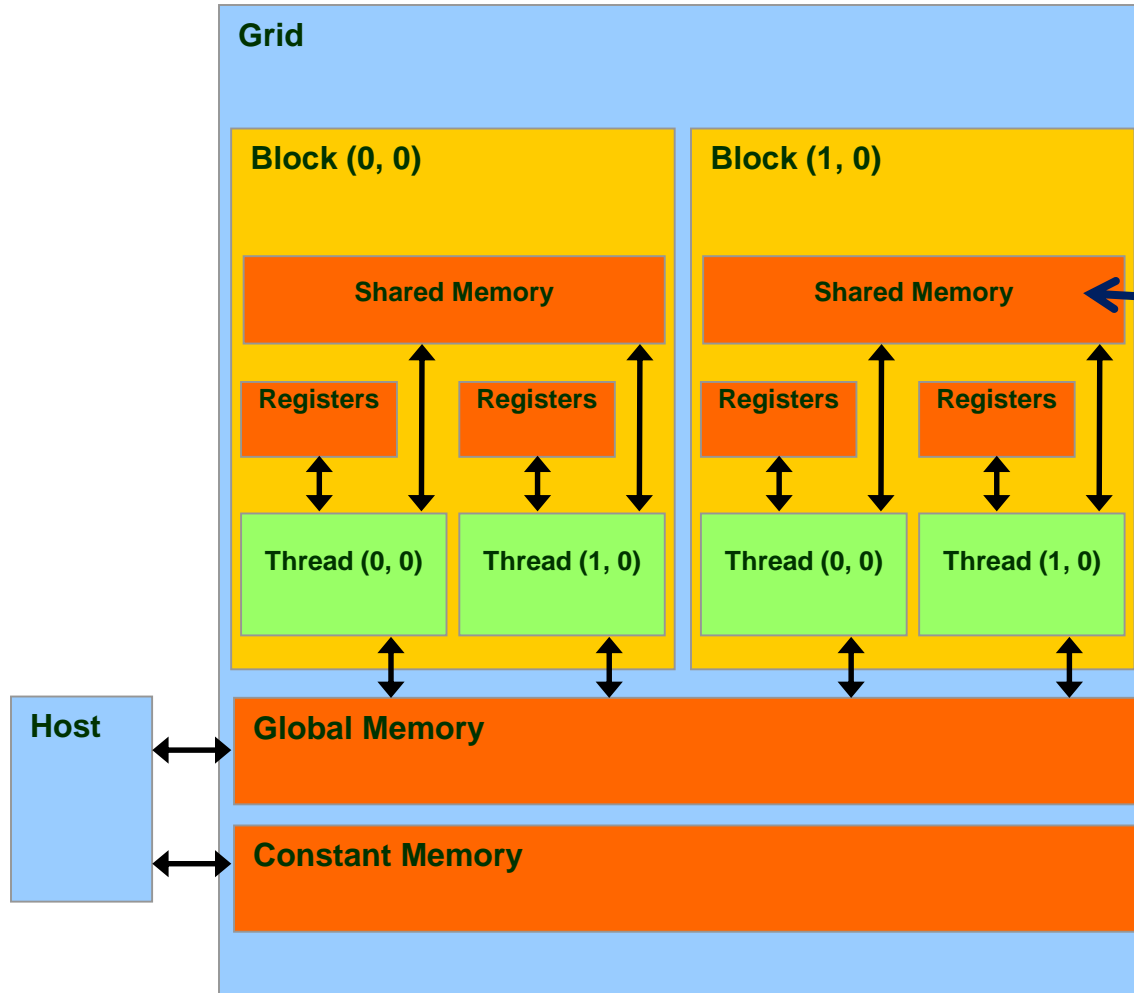 Grid
Block (0, 0)
Block (1, 0)
Shared Memory
Shared Memory
Registers
Registers
Registers
Registers
Thread (0, 0)
Thread (1, 0)
Thread (0, 0)
Thread (1, 0)
Host
Global Memory
Constant Memory